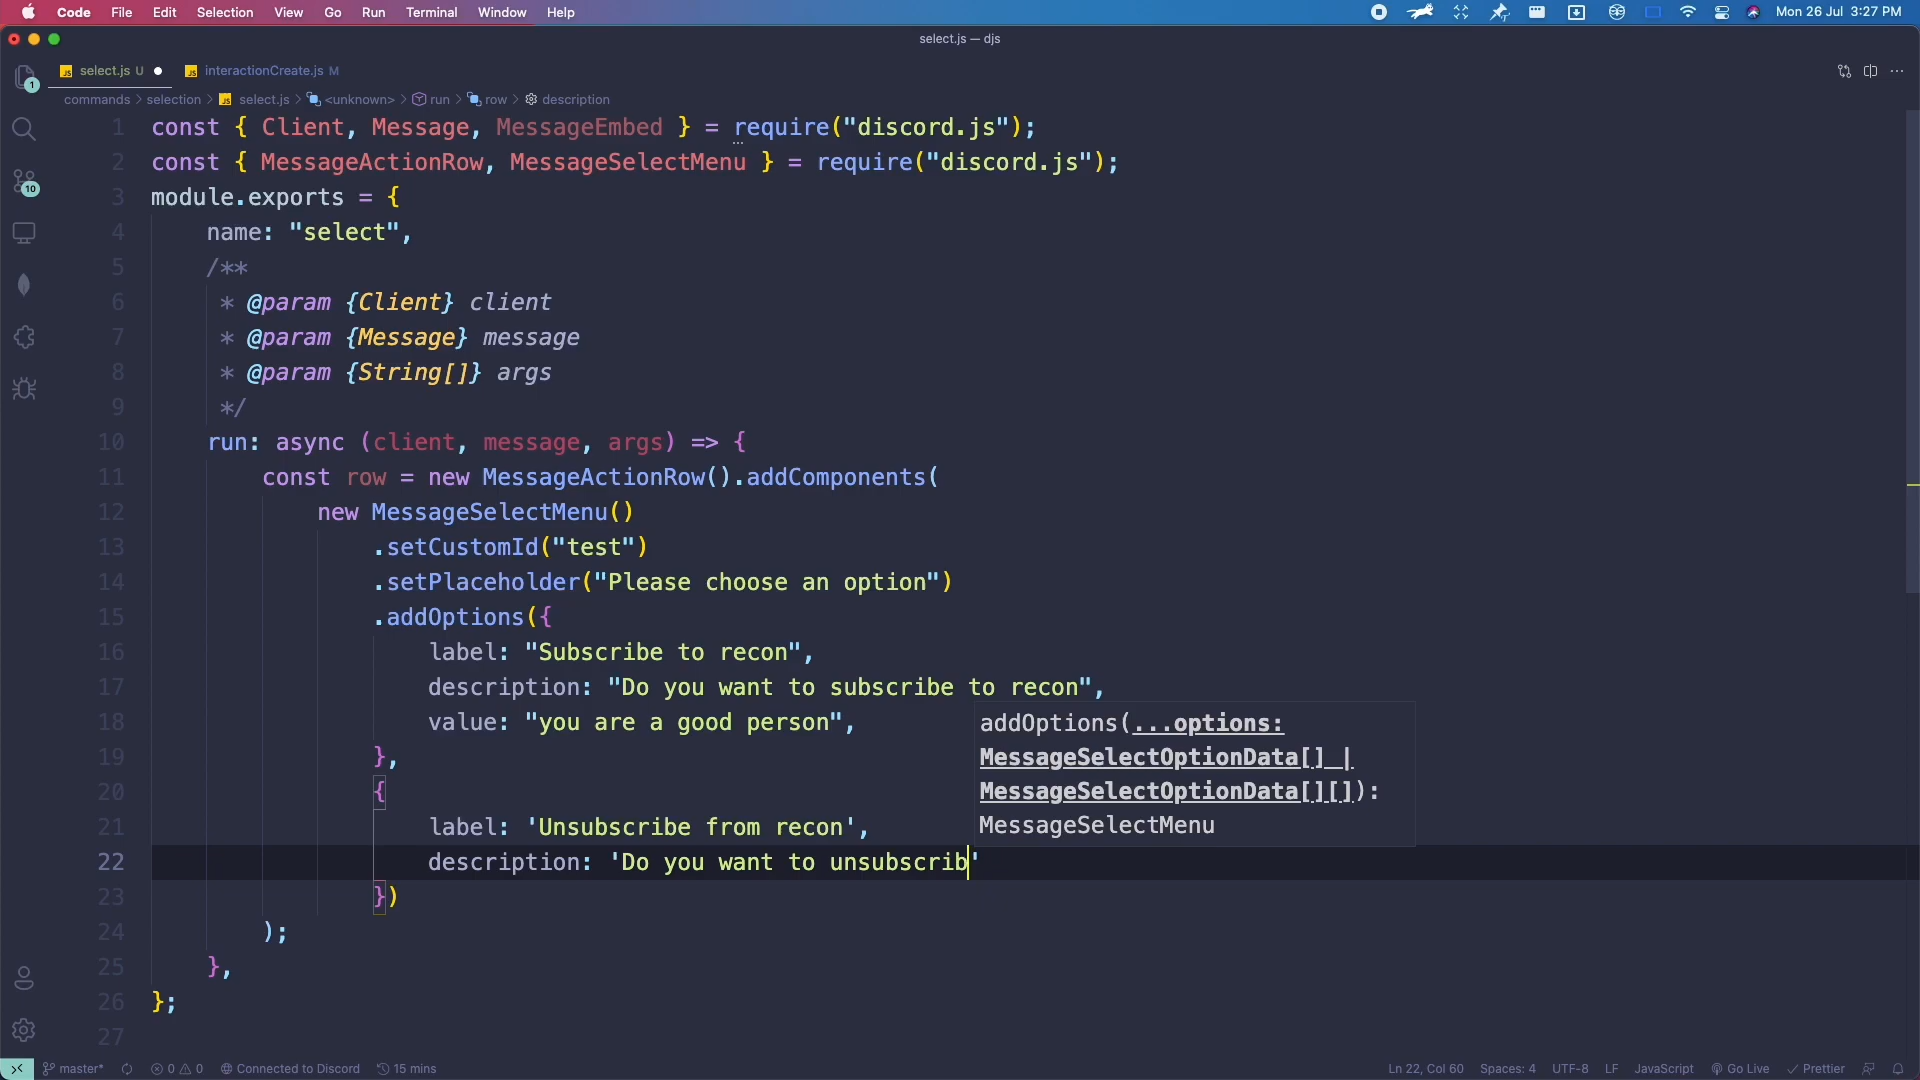 Code File Edit Selection View Go Run Terminal Window Help Mon 26 Jul 3:27 PM
select.js — djs
JS select.js U JS interactionCreate.js M
commands > selection > JS select.js > <unknown> > run > row > description
1 const { Client, Message, MessageEmbed } = require("discord.js");
2 const { MessageActionRow, MessageSelectMenu } = require("discord.js");
3 module.exports = {
4 name: "select",
5 /**
6 * @param {Client} client
7 * @param {Message} message
8 * @param {String[]} args
9 */
10 run: async (client, message, args) => {
11 const row = new MessageActionRow().addComponents(
12 new MessageSelectMenu()
13 .setCustomId("test")
14 .setPlaceholder("Please choose an option")
15 .addOptions({
16 label: "Subscribe to recon",
17 description: "Do you want to subscribe to recon",
18 value: "you are a good person",
19 },
20 {
21 label: 'Unsubscribe from recon',
22 description: 'Do you want to unsubscrib'
23 })
24 );
25 },
26 };
27
addOptions(...options:
MessageSelectOptionData[] |
MessageSelectOptionData[][]):
MessageSelectMenu
1
10
master* 0 0 Connected to Discord 15 mins Ln 22, Col 60 Spaces: 4 UTF-8 LF JavaScript Go Live Prettier